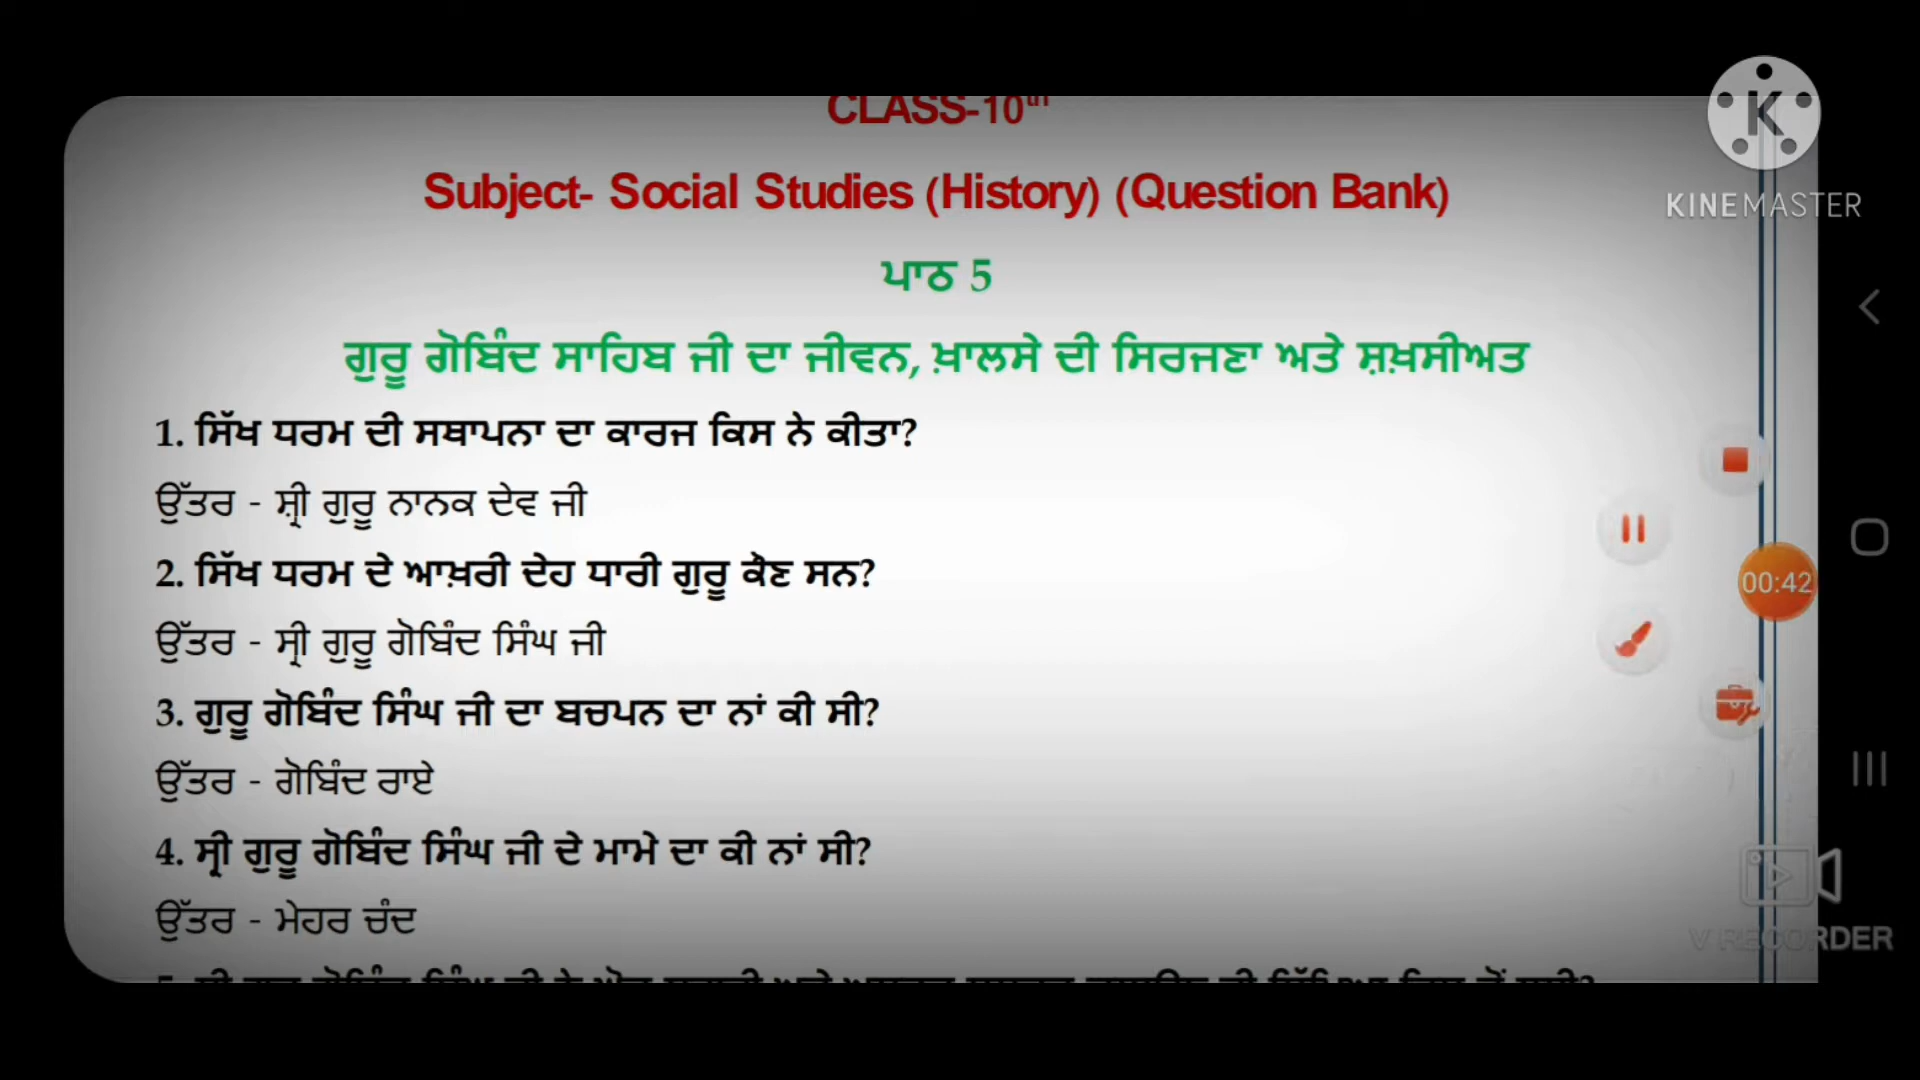 CLASS-10th
Subject- Social Studies (History) (Question Bank)
ਪਾਠ 5
ਗੁਰੂ ਗੋਬਿੰਦ ਸਾਹਿਬ ਜੀ ਦਾ ਜੀਵਨ, ਖ਼ਾਲਸੇ ਦੀ ਸਿਰਜਣਾ ਅਤੇ ਸ਼ਖ਼ਸੀਅਤ
1. ਸਿੱਖ ਧਰਮ ਦੀ ਸਥਾਪਨਾ ਦਾ ਕਾਰਜ ਕਿਸ ਨੇ ਕੀਤਾ?
ਉੱਤਰ - ਸ਼੍ਰੀ ਗੁਰੂ ਨਾਨਕ ਦੇਵ ਜੀ
2. ਸਿੱਖ ਧਰਮ ਦੇ ਆਖ਼ਰੀ ਦੇਹ ਧਾਰੀ ਗੁਰੂ ਕੌਣ ਸਨ?
ਉੱਤਰ - ਸ੍ਰੀ ਗੁਰੂ ਗੋਬਿੰਦ ਸਿੰਘ ਜੀ
3. ਗੁਰੂ ਗੋਬਿੰਦ ਸਿੰਘ ਜੀ ਦਾ ਬਚਪਨ ਦਾ ਨਾਂ ਕੀ ਸੀ?
ਉੱਤਰ - ਗੋਬਿੰਦ ਰਾਏ
4. ਸ੍ਰੀ ਗੁਰੂ ਗੋਬਿੰਦ ਸਿੰਘ ਜੀ ਦੇ ਮਾਮੇ ਦਾ ਕੀ ਨਾਂ ਸੀ?
ਉੱਤਰ - ਮੇਹਰ ਚੰਦ
K
KINEMASTER
00:42
V RECORDER